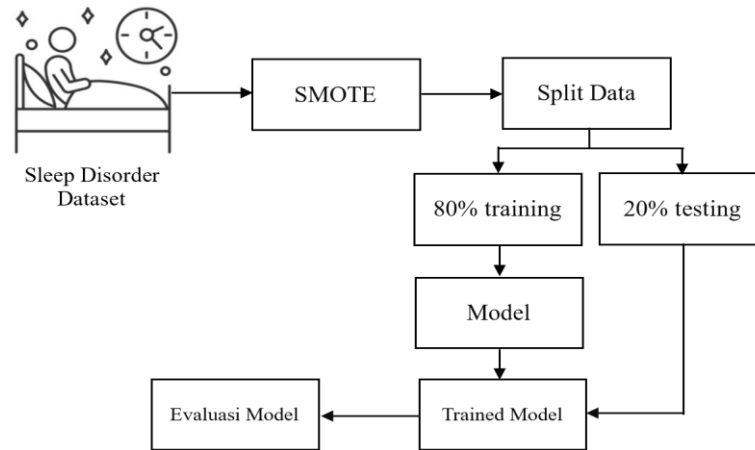 Sleep Disorder
Dataset
SMOTE
Split Data
80% training
20% testing
Model
Evaluasi Model
Trained Model